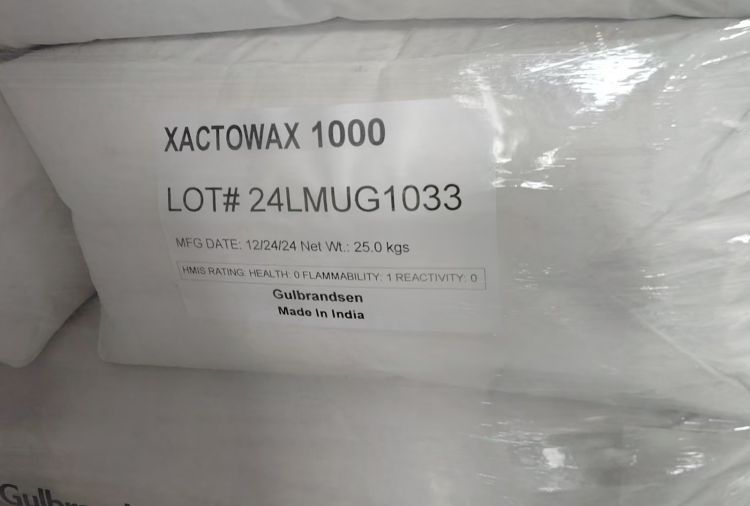 XACTOWAX 1000
LOT# 24LMUG1033
MFG DATE: 12/24/24 Net Wt.: 25.0 kgs
HMIS RATING: HEALTH: 0 FLAMMABILITY: 1 REACTIVITY: 0
Gulbrandsen
Made In India